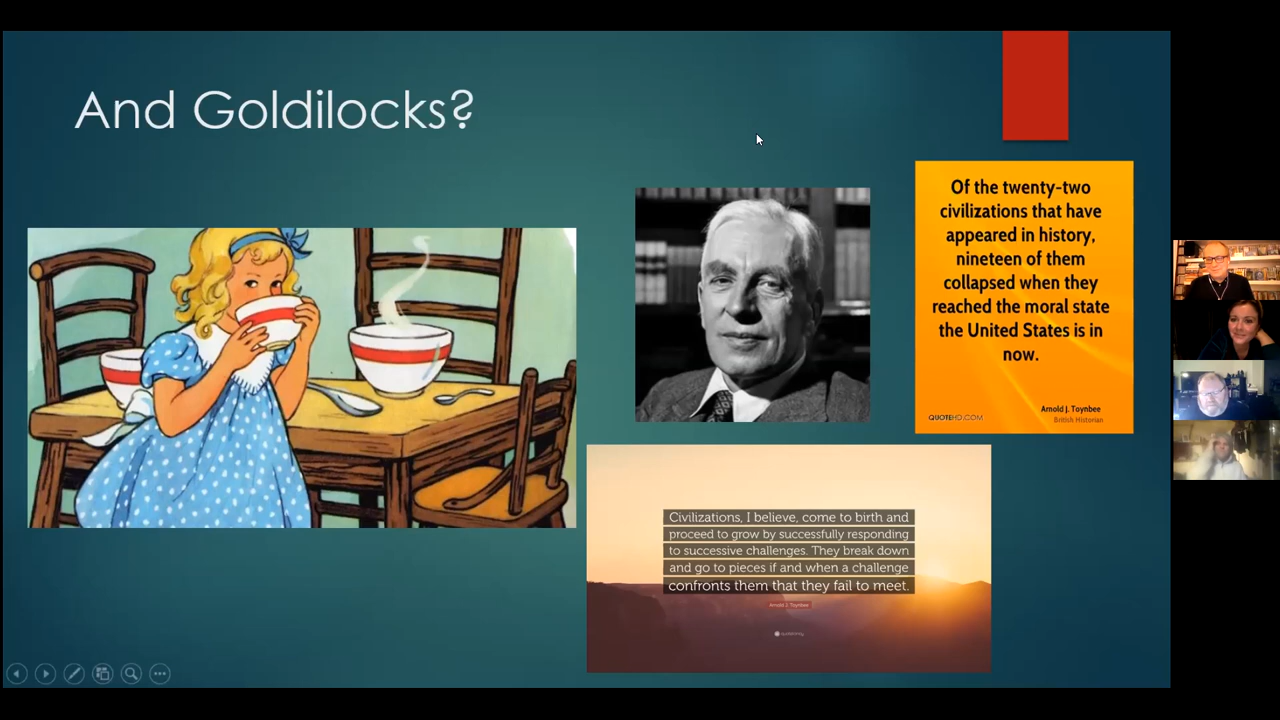 And Goldilocks?
Of the twenty-two
civilizations that have
appeared in history,
nineteen of them
collapsed when they
reached the moral state
the United States is in
now.
Arnold J. Toynbee
British Historian
QUOTEHD.COM
Civilizations, I believe, come to birth and
proceed to grow by successfully responding
to successive challenges. They break down
and go to pieces if and when a challenge
confronts them that they fail to meet.
Arnold J. Toynbee
quotefancy